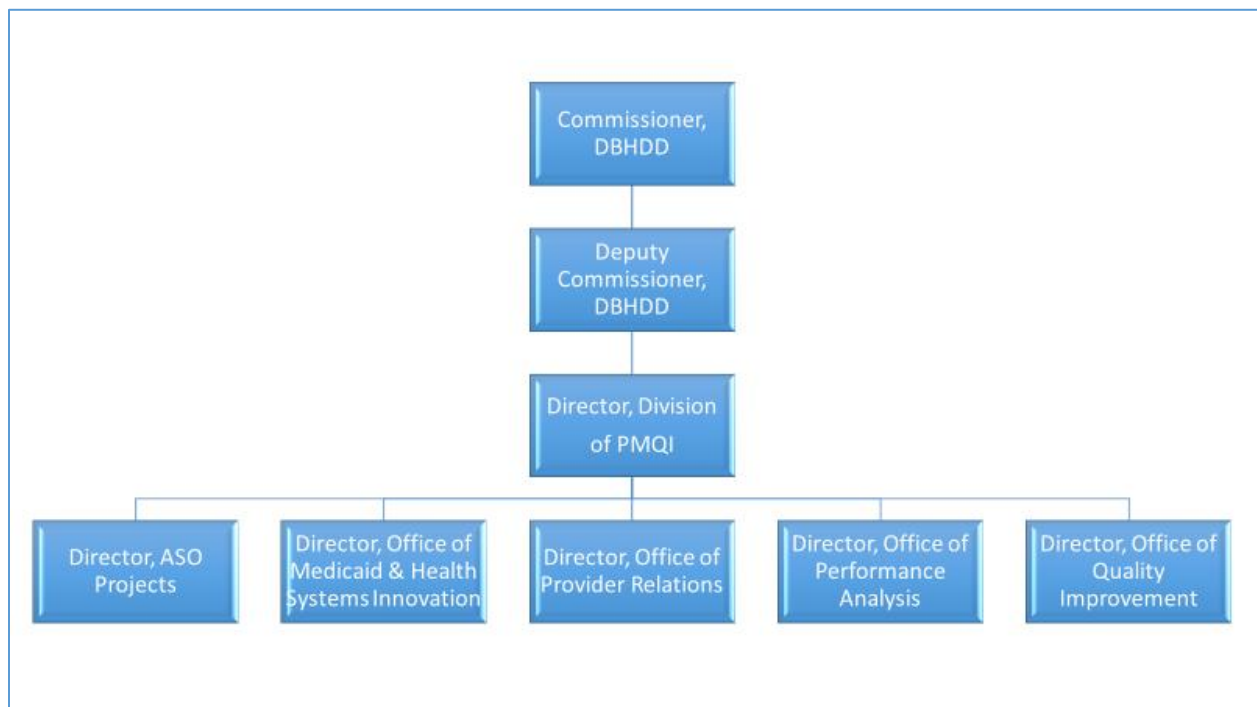 Commissioner,
DBHDD
Deputy
Commissioner,
DBHDD
Director, Division
of PMQI
Director, ASO
Projects
Director, Office of
Medicaid & Health
Systems Innovation
Director, Office of
Provider Relations
Director, Office of
Performance
Analysis
Director, Office of
Quality
Improvement